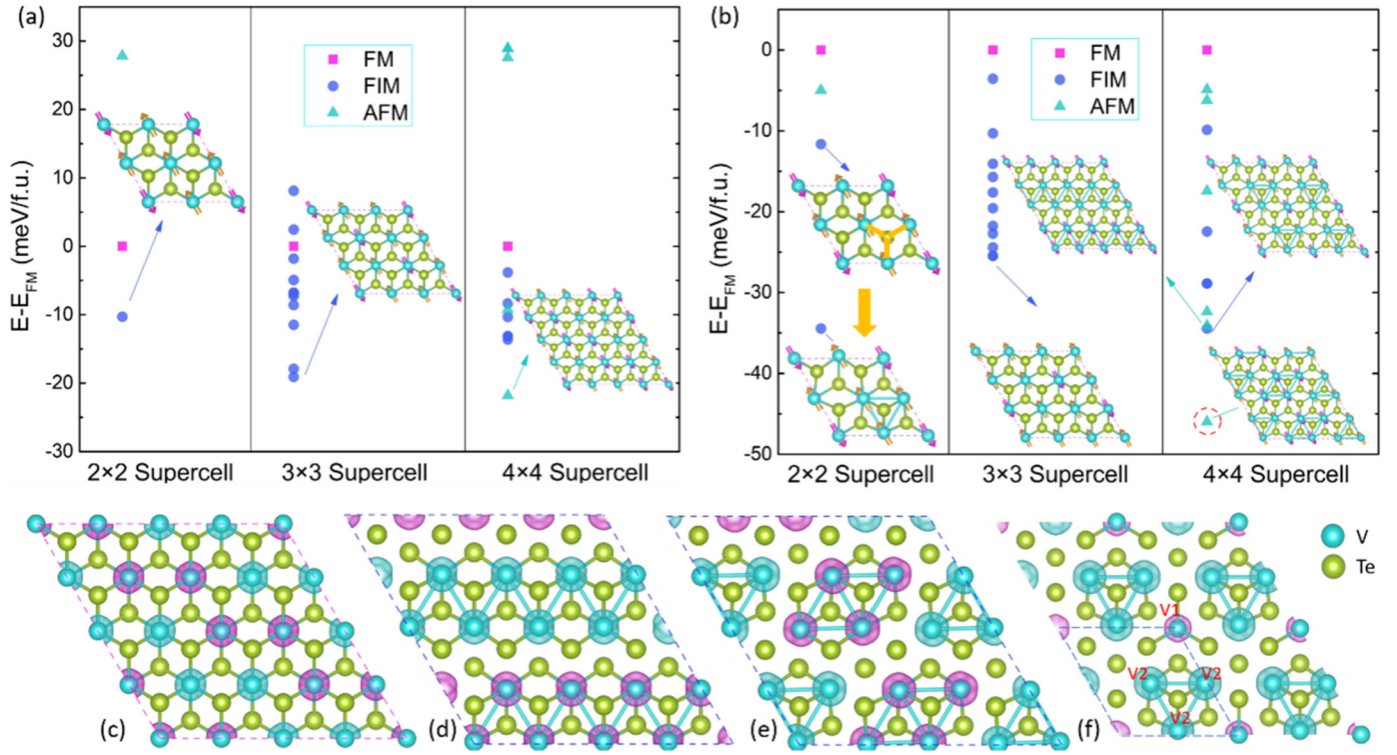 (a)
E-E_FM (meV/f.u.)
30
20
10
0
-10
-20
-30
FM
FIM
AFM
2×2 Supercell
3×3 Supercell
4×4 Supercell
(b)
E-E_FM (meV/f.u.)
0
-10
-20
-30
-40
-50
FM
FIM
AFM
2×2 Supercell
3×3 Supercell
4×4 Supercell
(c)
(d)
(e)
(f)
V1
V2
V2
V2
V
Te